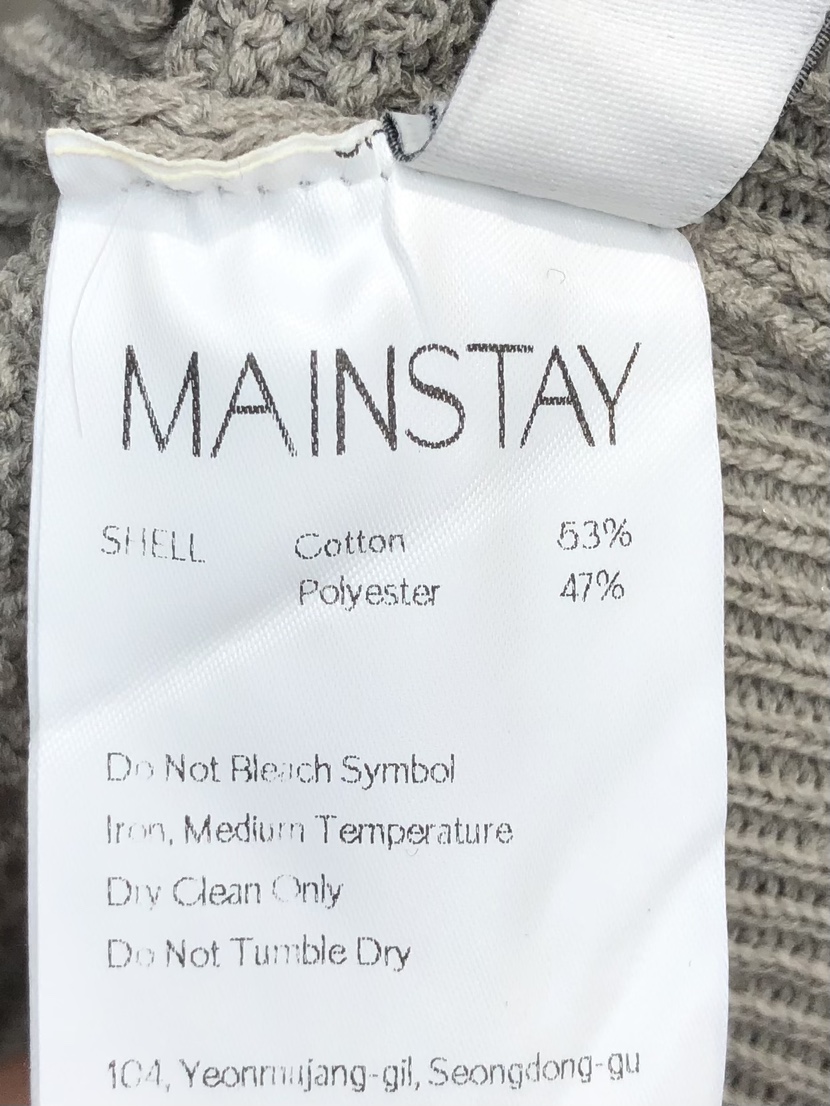 MAINSTAY
SHELL Cotton 53%
Polyester 47%
Do Not Bleach Symbol
Iron, Medium Temperature
Dry Clean Only
Do Not Tumble Dry
104, Yeonmujang-gil, Seongdong-gu